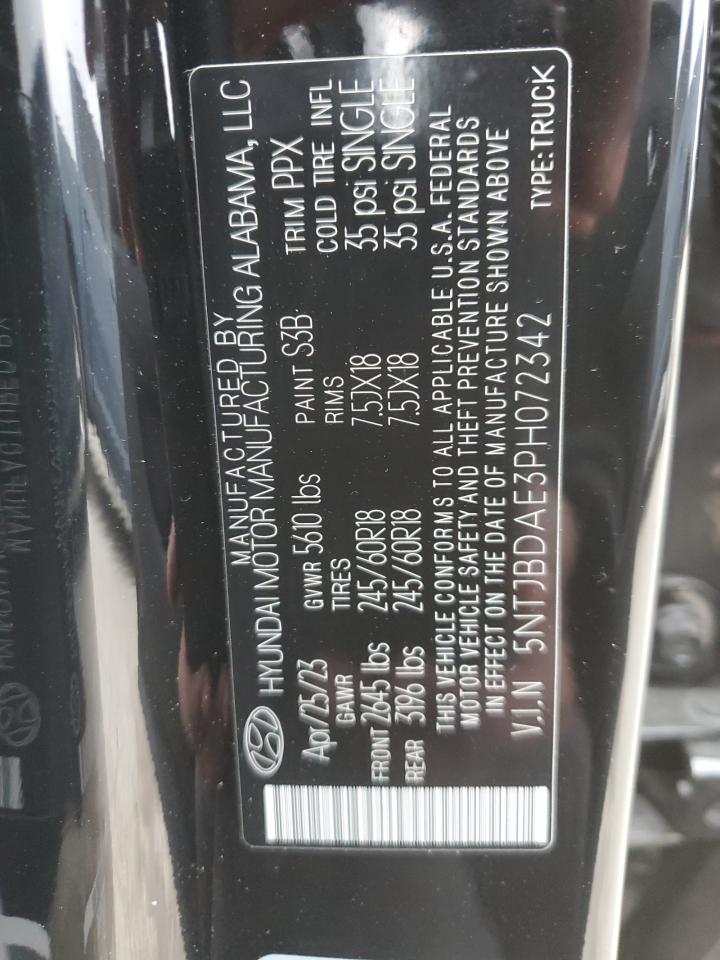 MANUFACTURED BY
HYUNDAI MOTOR MANUFACTURING ALABAMA, LLC
Apr/25/23 GVWR 5610 lbs PAINT S3B TRIM PPX
GAWR TIRES RIMS COLD TIRE INFL
FRONT 2645 lbs 245/60R18 7.5JX18 35 psi SINGLE
REAR 3196 lbs 245/60R18 7.5JX18 35 psi SINGLE
THIS VEHICLE CONFORMS TO ALL APPLICABLE U.S.A. FEDERAL
MOTOR VEHICLE SAFETY AND THEFT PREVENTION STANDARDS
IN EFFECT ON THE DATE OF MANUFACTURE SHOWN ABOVE
V.I.N 5NTJBDAE3PH072342 TYPE:TRUCK